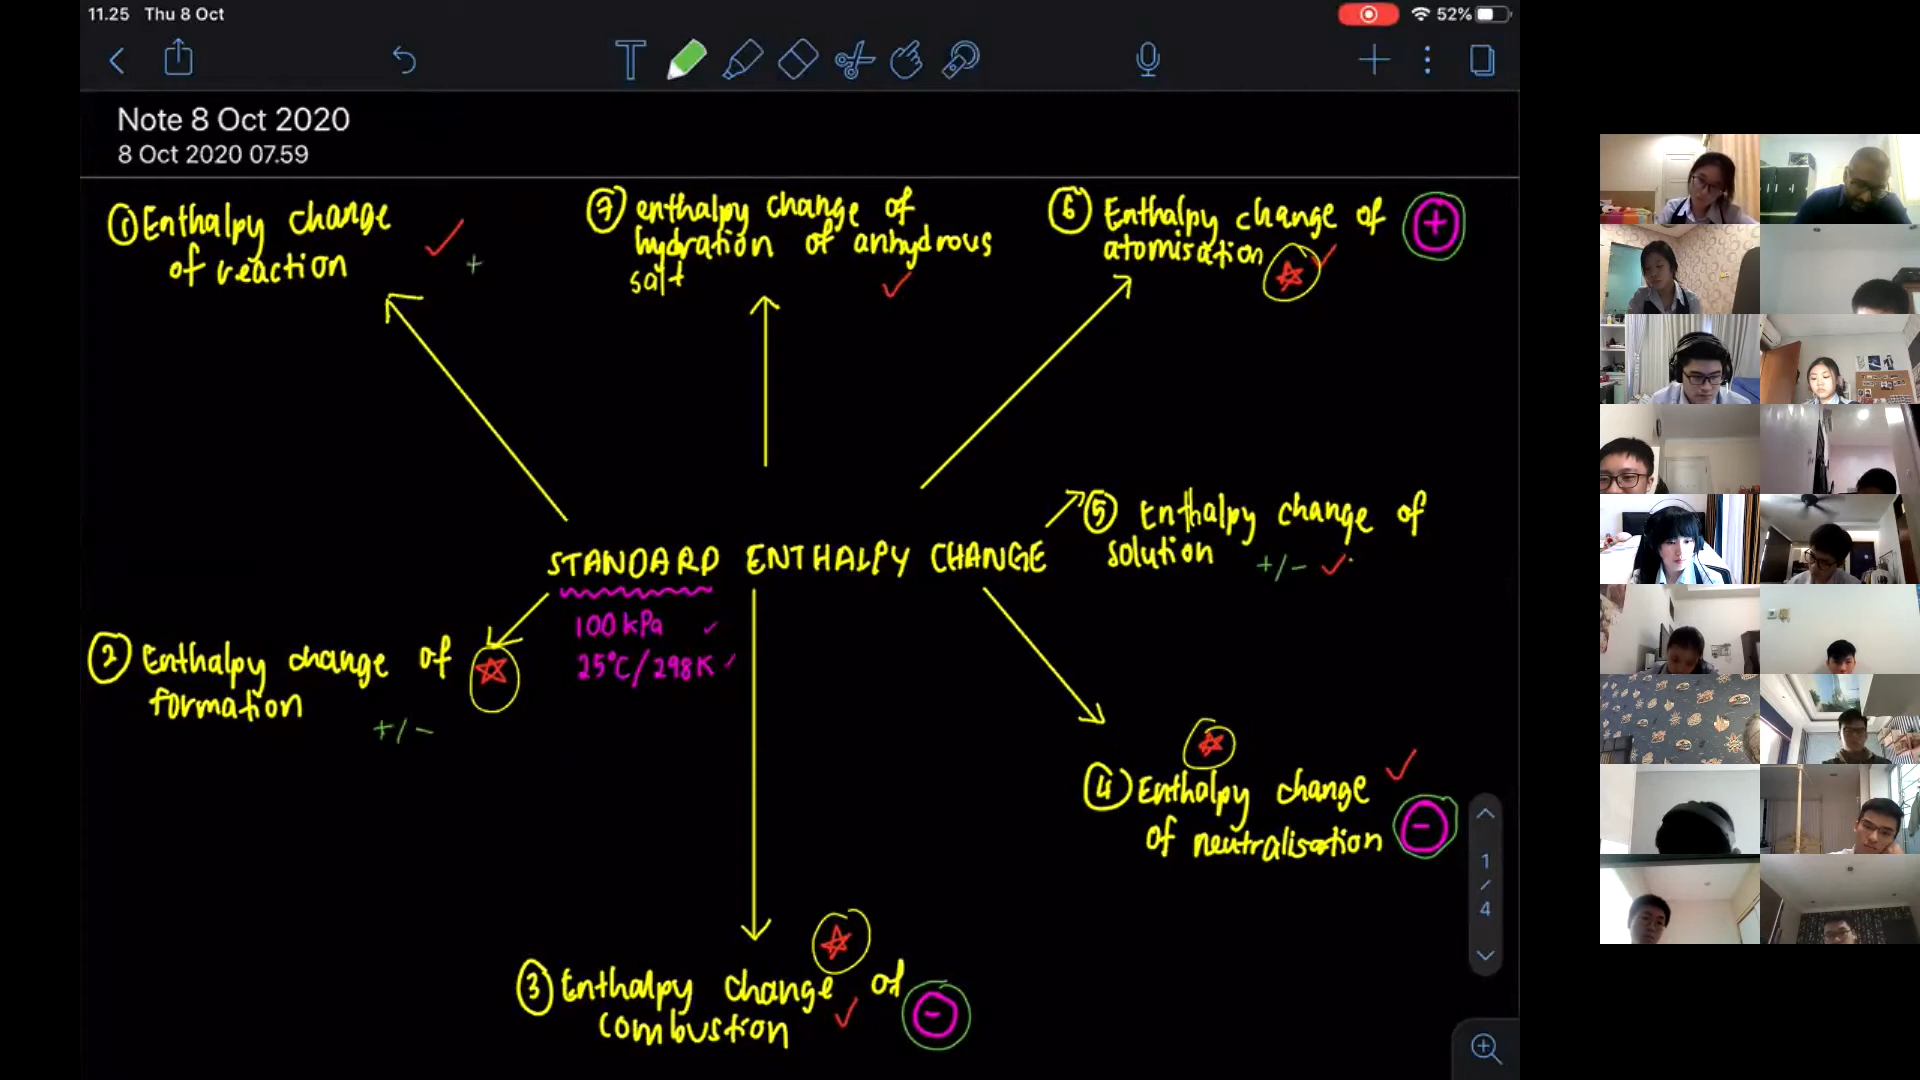 11.25 Thu 8 Oct
52%
Note 8 Oct 2020
8 Oct 2020 07.59
① Enthalpy change
of reaction
+
⑦ enthalpy change of
hydration of anhydrous
salt
⑥ Enthalpy change of
atomisation
+
⑤ Enthalpy change of
solution
+/-
STANDARD ENTHALPY CHANGE
100 kPa
25°C/298K
② Enthalpy change of
formation
+/-
④ Enthalpy change
of neutralisation
-
③ Enthalpy change of
combustion
-
1
/
4